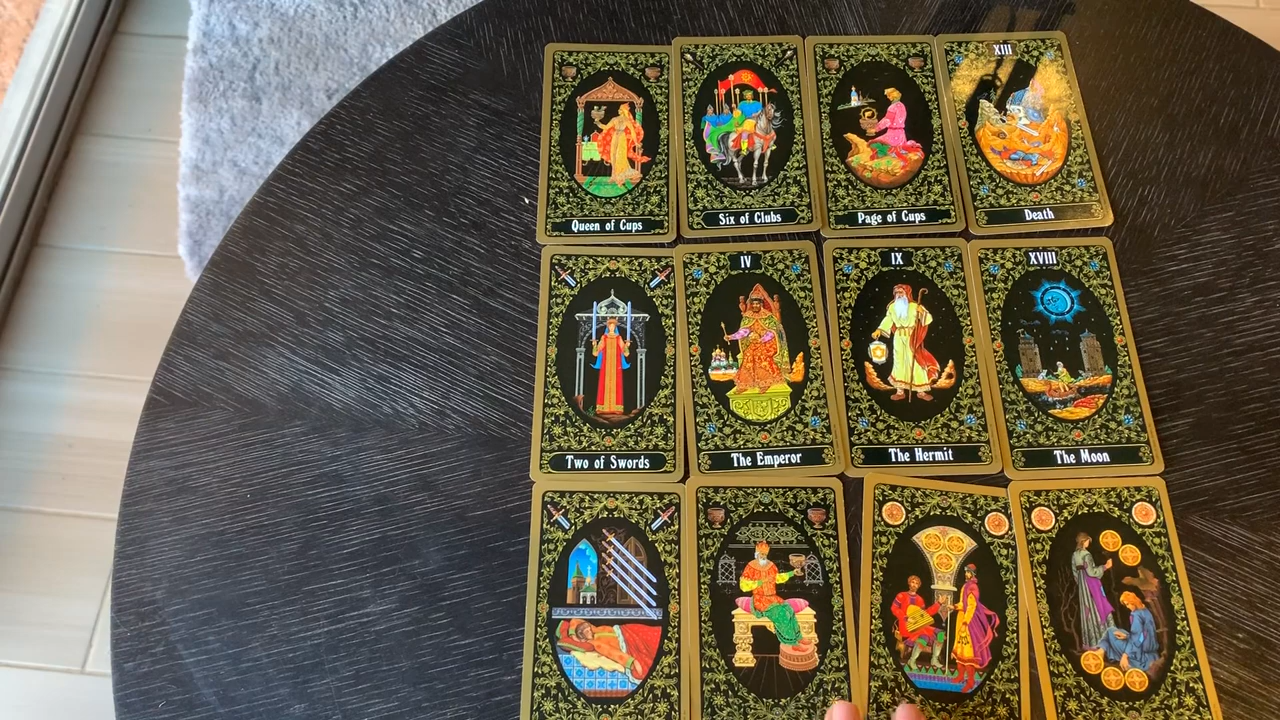 Queen of Cups
Six of Clubs
Page of Cups
XIII
Death
Two of Swords
IV
The Emperor
IX
The Hermit
XVIII
The Moon